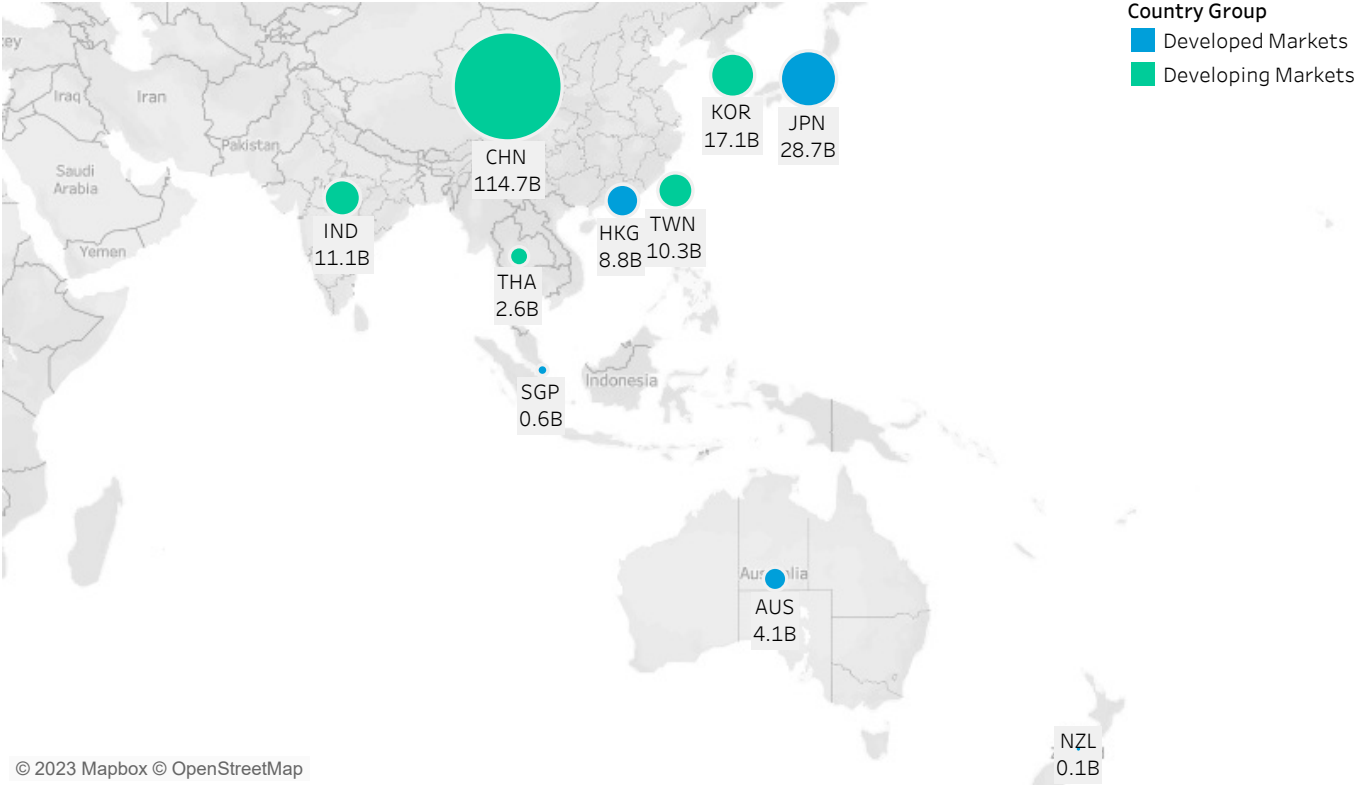 Country Group
Developed Markets
Developing Markets
Iraq
Iran
Pakistan
Saudi
Arabia
Yemen
CHN
114.7B
KOR
17.1B
JPN
28.7B
IND
11.1B
HKG
8.8B
TWN
10.3B
THA
2.6B
SGP
0.6B
Indonesia
AUS
4.1B
NZL
0.1B
© 2023 Mapbox © OpenStreetMap